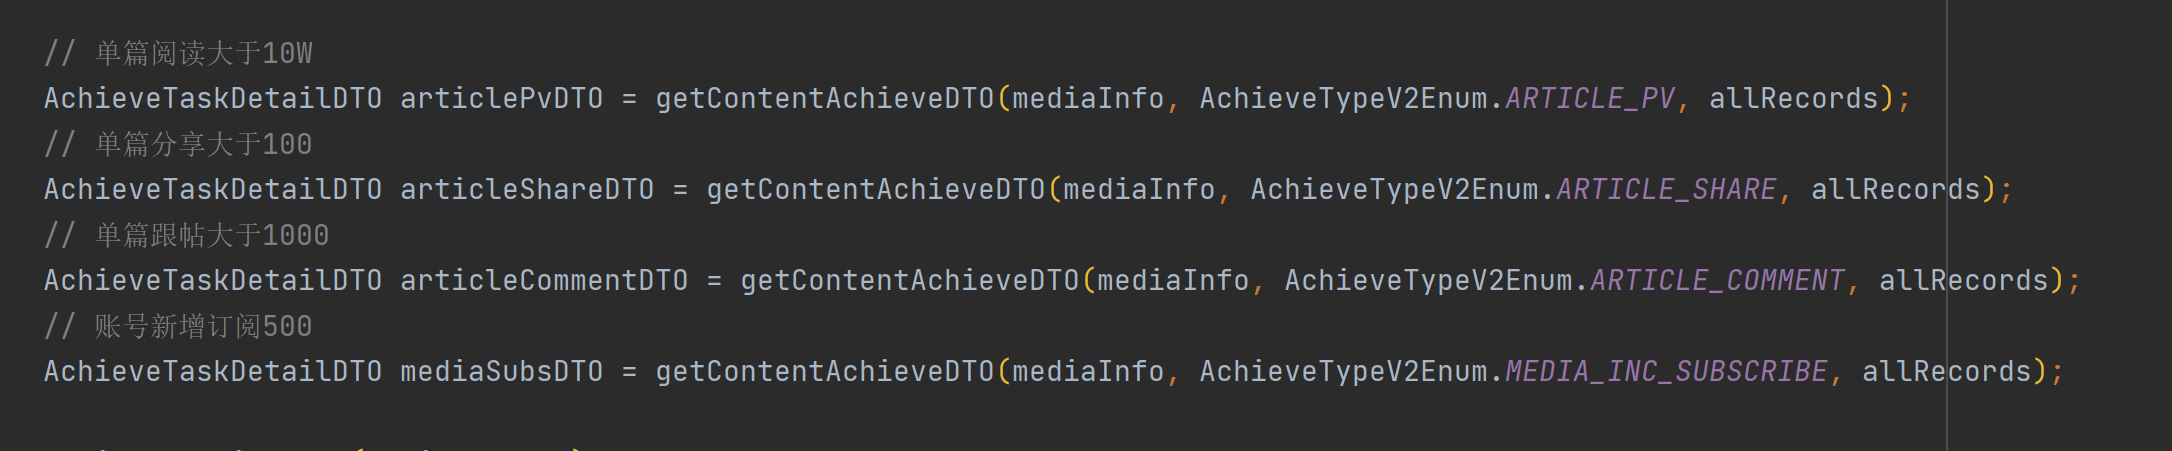 // 单篇阅读大于10W
AchieveTaskDetailDTO articlePvDTO = getContentAchieveDTO(mediaInfo, AchieveTypeV2Enum.ARTICLE_PV, allRecords);
// 单篇分享大于100
AchieveTaskDetailDTO articleShareDTO = getContentAchieveDTO(mediaInfo, AchieveTypeV2Enum.ARTICLE_SHARE, allRecords);
// 单篇跟帖大于1000
AchieveTaskDetailDTO articleCommentDTO = getContentAchieveDTO(mediaInfo, AchieveTypeV2Enum.ARTICLE_COMMENT, allRecords);
// 账号新增订阅500
AchieveTaskDetailDTO mediaSubsDTO = getContentAchieveDTO(mediaInfo, AchieveTypeV2Enum.MEDIA_INC_SUBSCRIBE, allRecords);